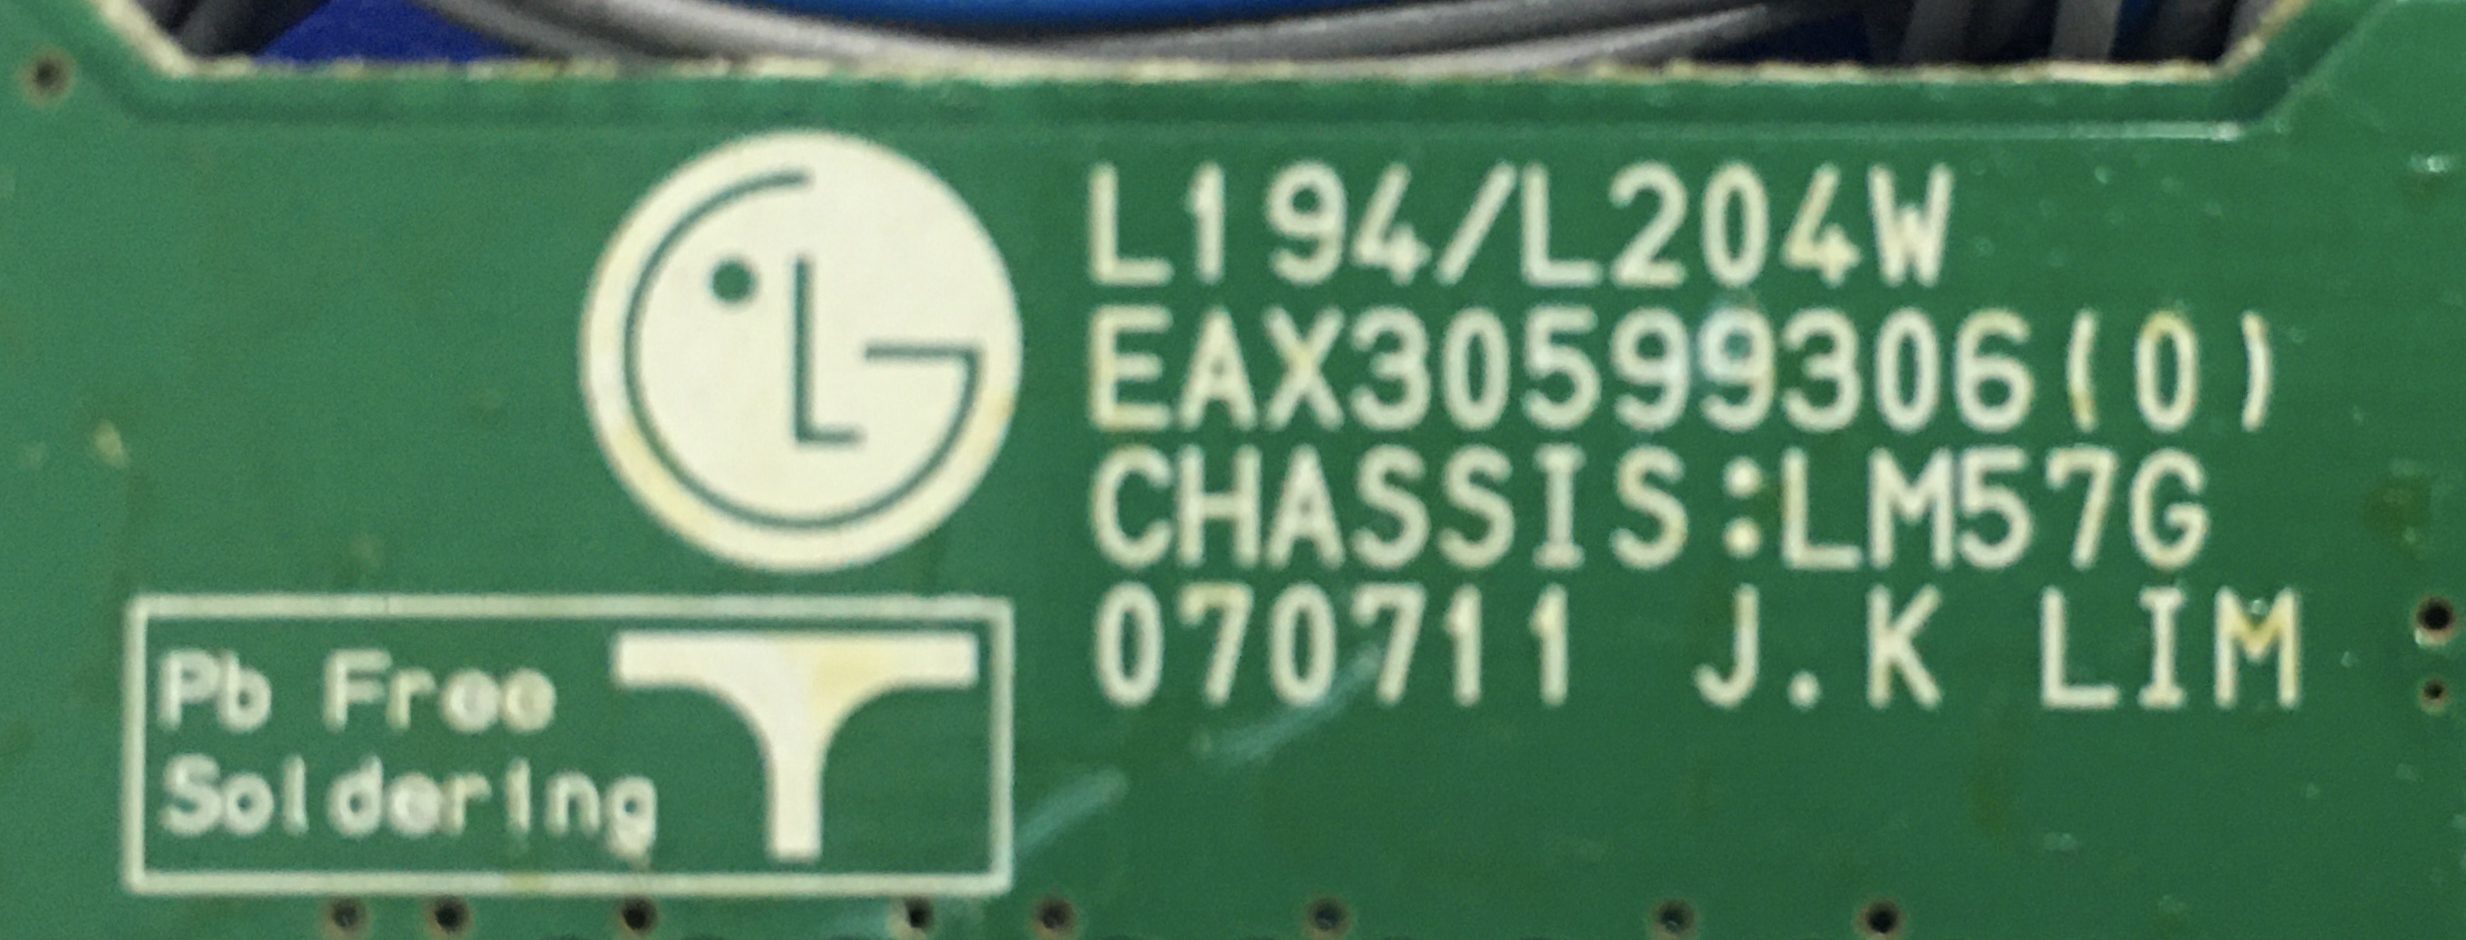 LG
L194/L204W
EAX30599306(0)
CHASSIS:LM57G
070711 J.K LIM
Pb Free
Soldering